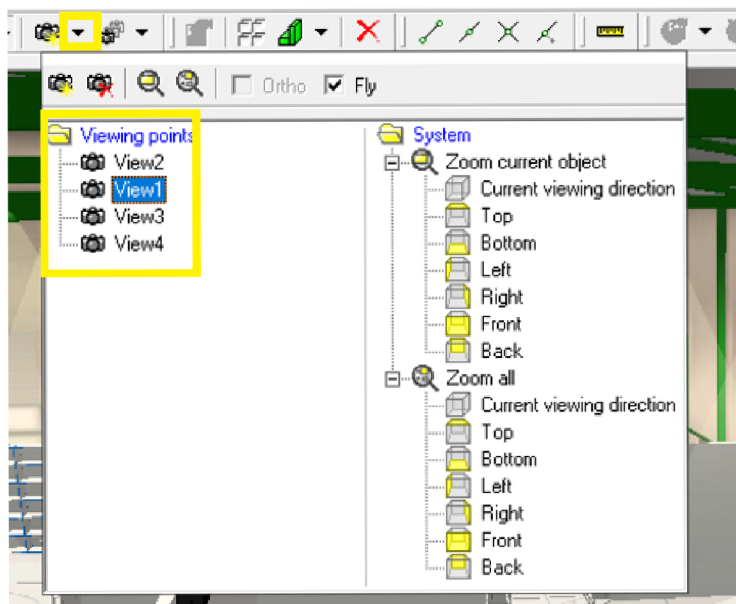 Ortho Fly
Viewing points
View2
View1
View3
View4
System
Zoom current object
Current viewing direction
Top
Bottom
Left
Right
Front
Back
Zoom all
Current viewing direction
Top
Bottom
Left
Right
Front
Back